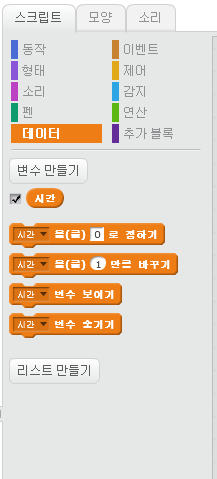 스크립트 모양 소리
동작 이벤트
형태 제어
소리 감지
펜 연산
데이터 추가 블록
변수 만들기
시간
시간 을(를) 0 로 정하기
시간 을(를) 1 만큼 바꾸기
시간 변수 보이기
시간 변수 숨기기
리스트 만들기